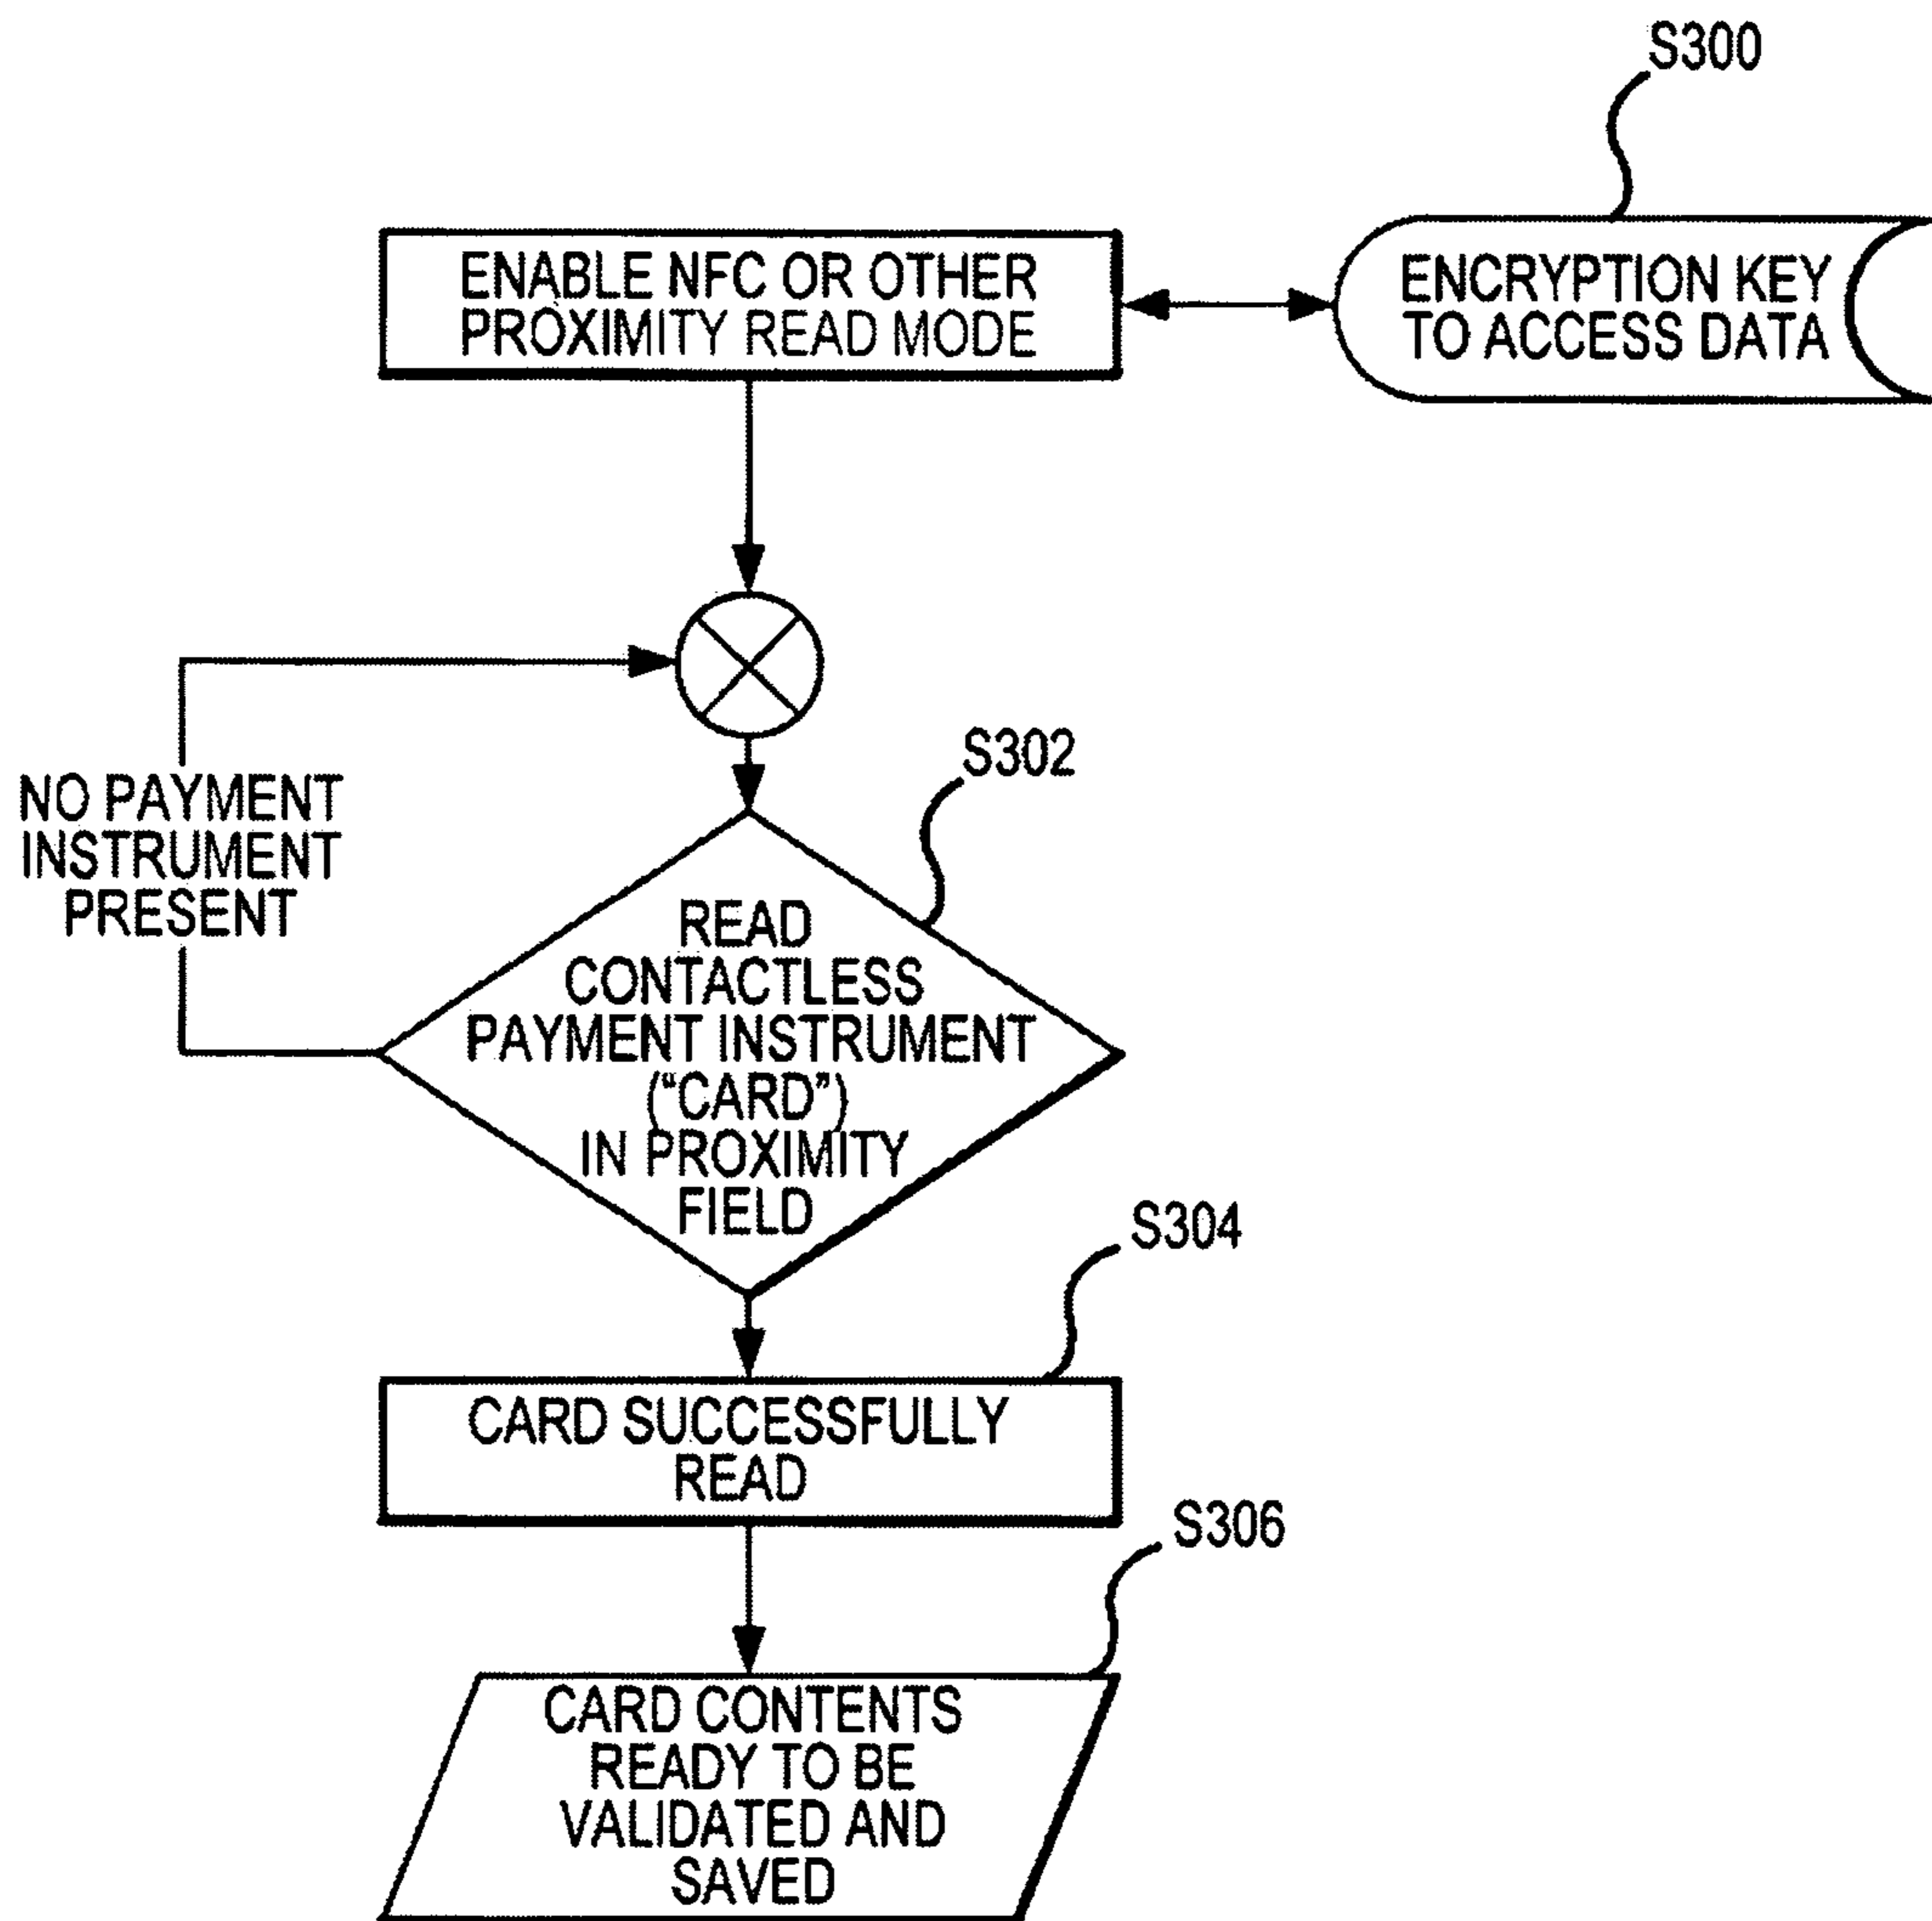 S300
ENABLE NFC OR OTHER
PROXIMITY READ MODE
ENCRYPTION KEY
TO ACCESS DATA
S302
NO PAYMENT
INSTRUMENT
PRESENT
READ
CONTACTLESS
PAYMENT INSTRUMENT
(“CARD”)
IN PROXIMITY
FIELD
S304
CARD SUCCESSFULLY
READ
S306
CARD CONTENTS
READY TO BE
VALIDATED AND
SAVED